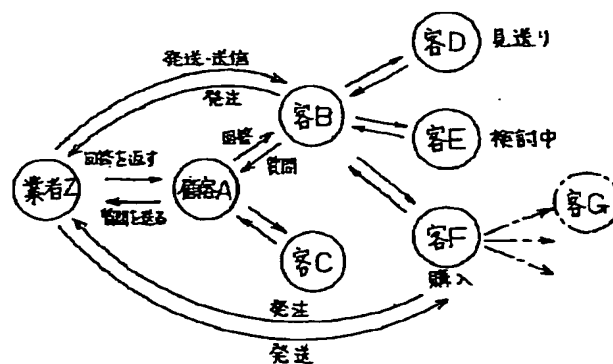 発送・送信
発注
客D
見送り
回答
客B
客E
検討中
業者Z
回答を返す
質問を送る
顧客A
質問
客C
客F
購入
客G
発注
発送